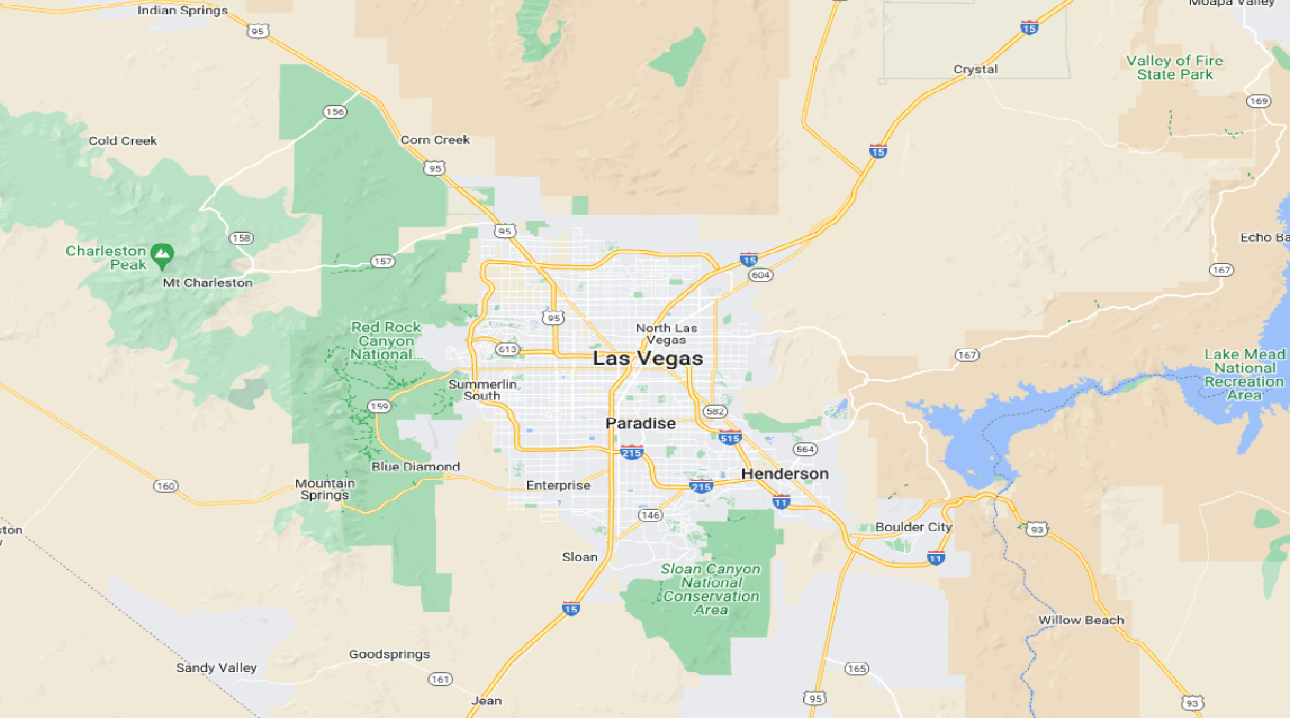 Indian Springs
Moapa Valley
95
15
Crystal
Valley of Fire
State Park
169
156
Cold Creek
Corn Creek
15
95
95
158
Echo Ba
Charleston
Peak
157
15
604
167
Mt Charleston
95
Red Rock
Canyon
National...
North Las
Vegas
613
Las Vegas
167
Lake Mead
National
Recreation
Area
Summerlin
South
159
582
Paradise
515
215
564
Blue Diamond
Henderson
160
Mountain
Springs
Enterprise
215
11
146
ston
y
Boulder City
93
Sloan
11
Sloan Canyon
National
Conservation
Area
15
Willow Beach
Goodsprings
Sandy Valley
161
165
Jean
95
93